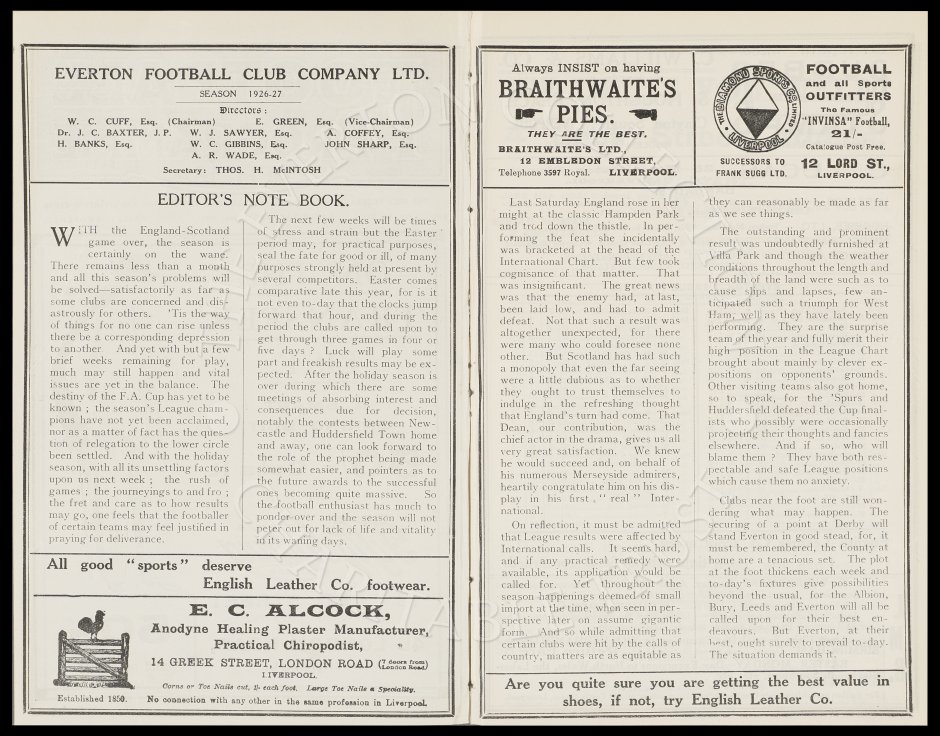 EVERTON FOOTBALL CLUB COMPANY LTD.
SEASON 1926-27
Directors :
W. C. CUFF, Esq. (Chairman) E. GREEN, Esq. (Vice-Chairman)
Dr. J. C. BAXTER, J.P. W. J. SAWYER, Esq. A. COFFEY, Esq.
H. BANKS, Esq. W. C. GIBBINS, Esq. JOHN SHARP, Esq.
A. R. WADE, Esq.
Secretary: THOS. H. McINTOSH
EDITOR'S NOTE BOOK.
WITH the England-Scotland
game over, the season is
certainly on the wane.
There remains less than a month
and all this season's problems will
be solved—satisfactorily as far as
some clubs are concerned and dis-
astrously for others. 'Tis the way
of things for no one can rise unless
there be a corresponding depression
to another. And yet with but a few
brief weeks remaining for play,
much may still happen and vital
issues are yet in the balance. The
destiny of the F.A. Cup has yet to be
known ; the season's League cham-
pions have not yet been acclaimed,
nor as a matter of fact has the ques-
tion of relegation to the lower circle
been settled. And with the holiday
season, with all its unsettling factors
upon us next week ; the rush of
games ; the journeyings to and fro ;
the fret and care as to how results
may go, one feels that the footballer
of certain teams may feel justified in
praying for deliverance.
The next few weeks will be times
of stress and strain but the Easter
period may, for practical purposes,
seal the fate for good or ill, of many
purposes strongly held at present by
several competitors. Easter comes
comparative late this year, for is it
not even to-day that the clocks jump
forward that hour, and during the
period the clubs are called upon to
get through three games in four or
five days ? Luck will play some
part and freakish results may be ex-
pected. After the holiday season is
over during which there are some
meetings of absorbing interest and
consequences due for decision,
notably the contests between New-
castle and Huddersfield Town home
and away, one can look forward to
the role of the prophet being made
somewhat easier, and pointers as to
the future awards to the successful
ones becoming quite massive. So
the football enthusiast has much to
ponder over and the season will not
peter out for lack of life and vitality
in its waning days.
All good "sports" deserve
English Leather Co. footwear.
E. C. ALCOCK,
Anodyne Healing Plaster Manufacturer,
Practical Chiropodist,
14 GREEK STREET, LONDON ROAD (7 doors from London Road)
LIVERPOOL.
Corns or Toe Nails cut, 1/- each foot. Large Toe Nails a Speciality.
Established 1850. No connection with any other in the same profession in Liverpool.
Always INSIST on having
BRAITHWAITE'S
PIES.
THEY ARE THE BEST.
BRAITHWAITE'S LTD.,
12 EMBLEDON STREET,
Telephone 3597 Royal. LIVERPOOL.
THE DIAMOND SPORTS CO LIMITED
LIVERPOOL
SUCCESSORS TO
FRANK SUGG LTD.
FOOTBALL
and all Sports
OUTFITTERS
The Famous
"INVINSA" Football,
21/-
Catalogue Post Free.
12 LORD ST.,
LIVERPOOL.
Last Saturday England rose in her
might at the classic Hampden Park
and trod down the thistle. In per-
forming the feat she incidentally
was bracketed at the head of the
International Chart. But few took
cognisance of that matter. That
was insignificant. The great news
was that the enemy had, at last,
been laid low, and had to admit
defeat. Not that such a result was
altogether unexpected, for there
were many who could foresee none
other. But Scotland has had such
a monopoly that even the far seeing
were a little dubious as to whether
they ought to trust themselves to
indulge in the refreshing thought
that England's turn had come. That
Dean, our contribution, was the
chief actor in the drama, gives us all
very great satisfaction. We knew
he would succeed and, on behalf of
his numerous Merseyside admirers,
heartily congratulate him on his dis-
play in his first " real " Inter-
national.
On reflection, it must be admitted
that League results were affected by
International calls. It seems hard,
and if any practical remedy were
available, its application would be
called for. Yet throughout the
season happenings deemed of small
import at the time, when seen in per-
spective later on assume gigantic
form. And so while admitting that
certain clubs were hit by the calls of
country, matters are as equitable as
they can reasonably be made as far
as we see things.
The outstanding and prominent
result was undoubtedly furnished at
Villa Park and though the weather
conditions throughout the length and
breadth of the land were such as to
cause slips and lapses, few an-
ticipated such a triumph for West
Ham, well as they have lately been
performing. They are the surprise
team of the year and fully merit their
high position in the League Chart
brought about mainly by clever ex-
positions on opponents' grounds.
Other visiting teams also got home,
so to speak, for the 'Spurs and
Huddersfield defeated the Cup final-
ists who possibly were occasionally
projecting their thoughts and fancies
elsewhere. And if so, who will
blame them ? They have both res-
pectable and safe League positions
which cause them no anxiety.
Clubs near the foot are still won-
dering what may happen. The
securing of a point at Derby will
stand Everton in good stead, for, it
must be remembered, the County at
home are a tenacious set. The plot
at the foot thickens each week and
to-day's fixtures give possibilities
beyond the usual, for the Albion,
Bury, Leeds and Everton will all be
called upon for their best en-
deavours. But Everton, at their
best, ought surely to prevail to-day.
The situation demands it.
Are you quite sure you are getting the best value in
shoes, if not, try English Leather Co.